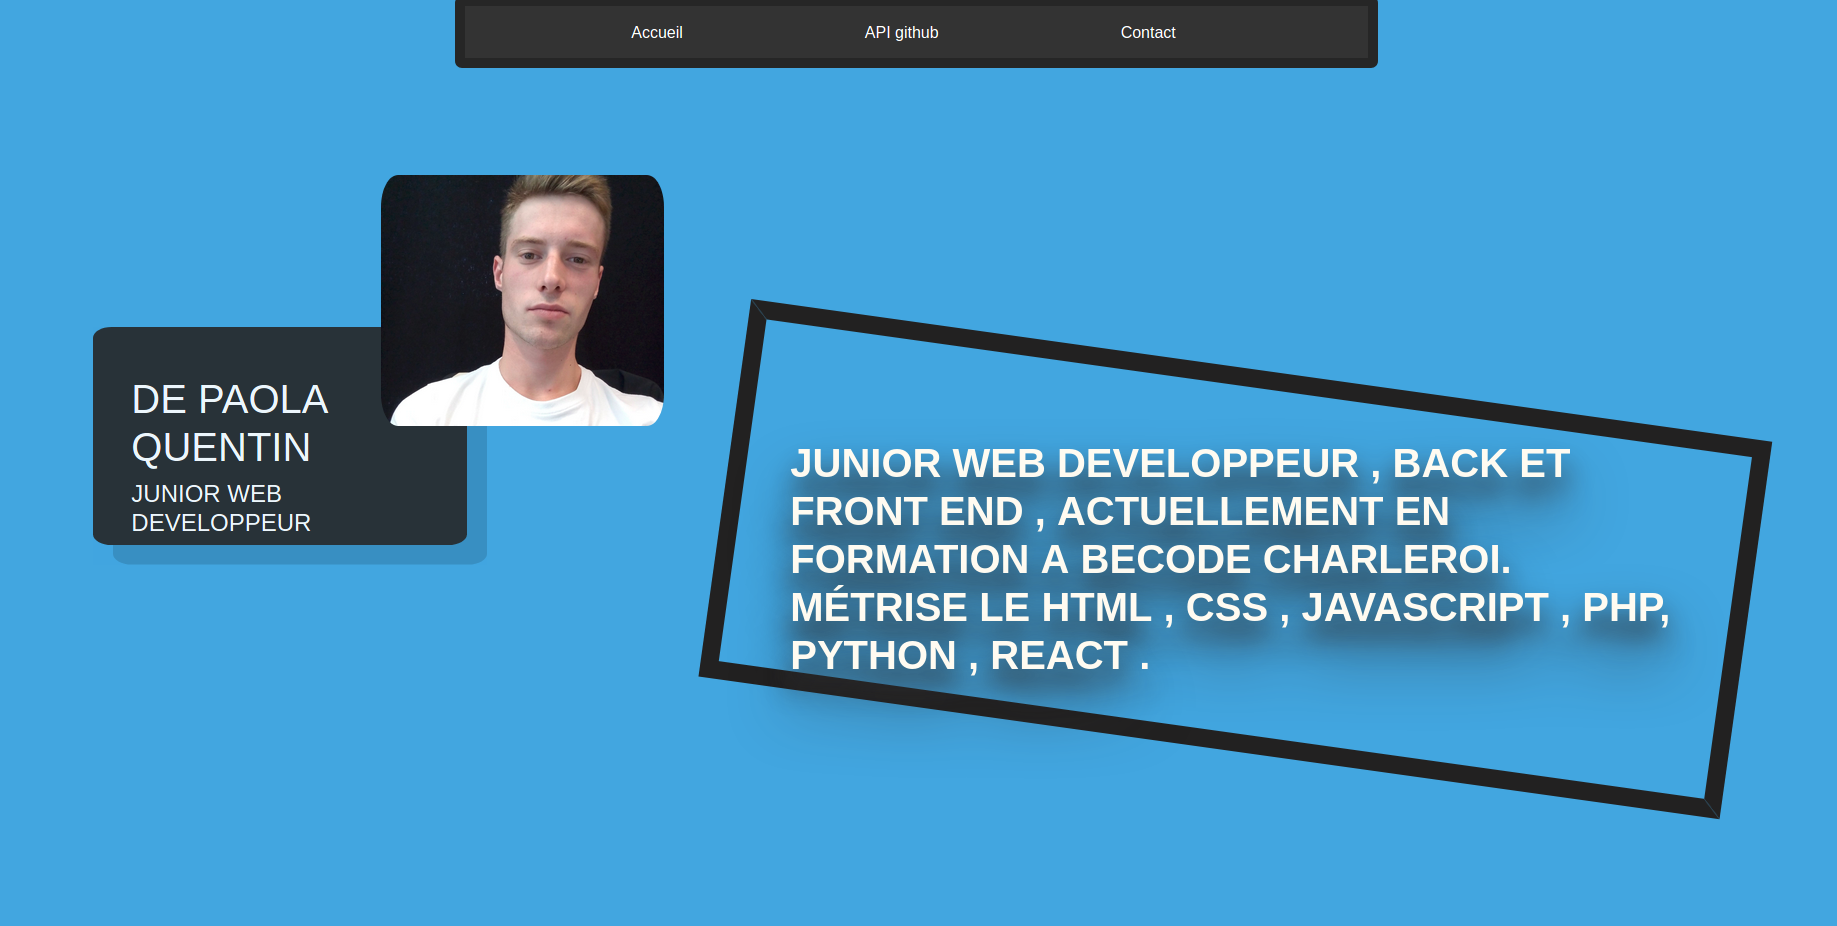 Accueil API github Contact
DE PAOLA
QUENTIN
JUNIOR WEB
DEVELOPPEUR
JUNIOR WEB DEVELOPPEUR , BACK ET
FRONT END , ACTUELLEMENT EN
FORMATION A BECODE CHARLEROI.
MÉTRISE LE HTML , CSS , JAVASCRIPT , PHP,
PYTHON , REACT .